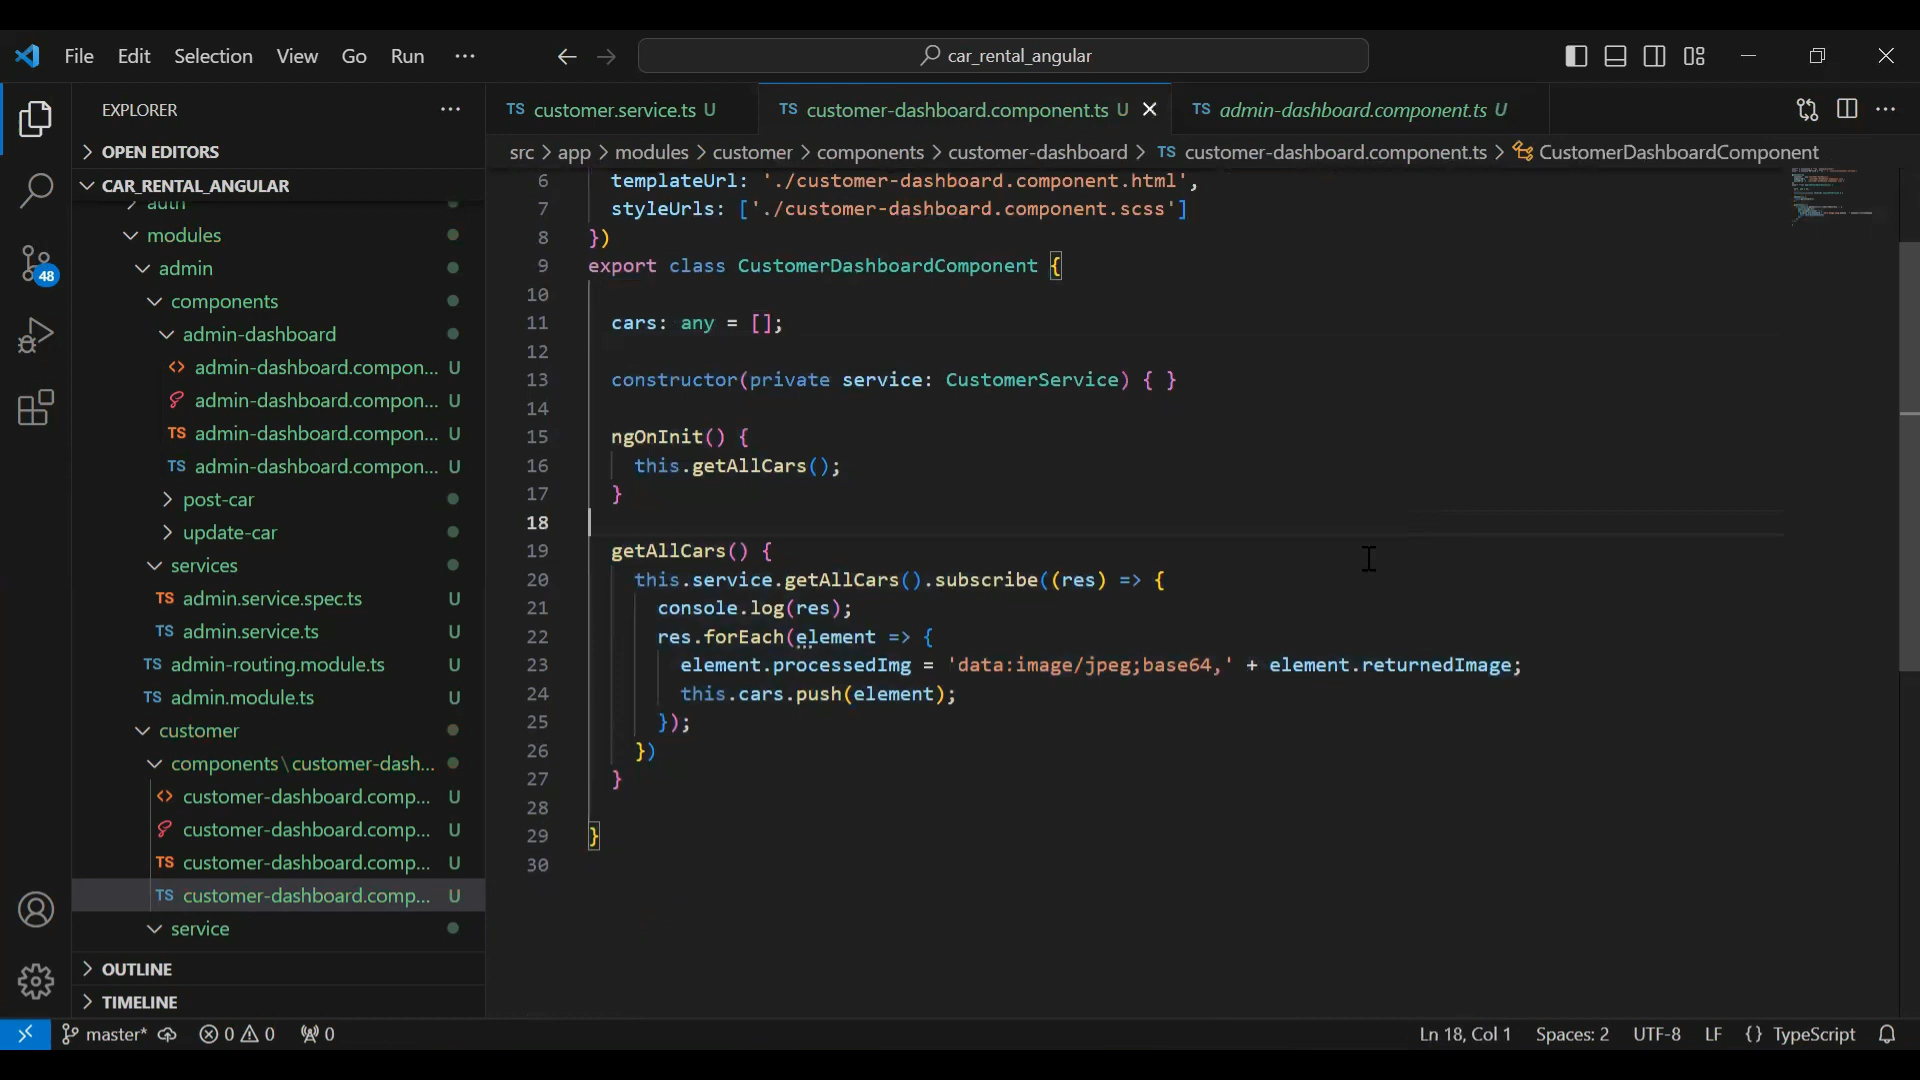 File Edit Selection View Go Run ...
car_rental_angular
EXPLORER ...
TS customer.service.ts U
TS customer-dashboard.component.ts U
TS admin-dashboard.component.ts U
src > app > modules > customer > components > customer-dashboard > TS customer-dashboard.component.ts > CustomerDashboardComponent
OPEN EDITORS
CAR_RENTAL_ANGULAR
auth
modules
admin
components
admin-dashboard
<> admin-dashboard.compon... U
admin-dashboard.compon... U
TS admin-dashboard.compon... U
TS admin-dashboard.compon... U
post-car
update-car
services
TS admin.service.spec.ts U
TS admin.service.ts U
TS admin-routing.module.ts U
TS admin.module.ts U
customer
components\customer-dash...
<> customer-dashboard.comp... U
customer-dashboard.comp... U
TS customer-dashboard.comp... U
TS customer-dashboard.comp... U
service
OUTLINE
TIMELINE
48
6 templateUrl: './customer-dashboard.component.html',
7 styleUrls: ['./customer-dashboard.component.scss']
8 })
9 export class CustomerDashboardComponent {
10
11 cars: any = [];
12
13 constructor(private service: CustomerService) { }
14
15 ngOnInit() {
16 this.getAllCars();
17 }
18
19 getAllCars() {
20 this.service.getAllCars().subscribe((res) => {
21 console.log(res);
22 res.forEach(element => {
23 element.processedImg = 'data:image/jpeg;base64,' + element.returnedImage;
24 this.cars.push(element);
25 });
26 })
27 }
28
29 }
30
master* 0 0 0
Ln 18, Col 1 Spaces: 2 UTF-8 LF {} TypeScript